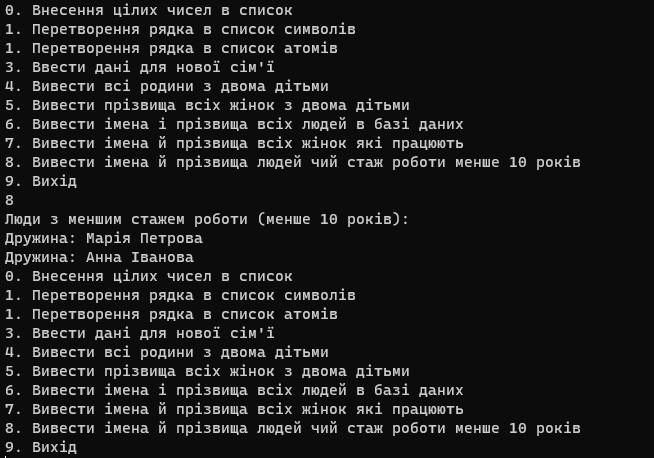 0. Внесення цілих чисел в список
1. Перетворення рядка в список символів
1. Перетворення рядка в список атомів
3. Ввести дані для нової сім'ї
4. Вивести всі родини з двома дітьми
5. Вивести прізвища всіх жінок з двома дітьми
6. Вивести імена і прізвища всіх людей в базі даних
7. Вивести імена й прізвища всіх жінок які працюють
8. Вивести імена й прізвища людей чий стаж роботи менше 10 років
9. Вихід
8
Люди з меншим стажем роботи (менше 10 років):
Дружина: Марія Петрова
Дружина: Анна Іванова
0. Внесення цілих чисел в список
1. Перетворення рядка в список символів
1. Перетворення рядка в список атомів
3. Ввести дані для нової сім'ї
4. Вивести всі родини з двома дітьми
5. Вивести прізвища всіх жінок з двома дітьми
6. Вивести імена і прізвища всіх людей в базі даних
7. Вивести імена й прізвища всіх жінок які працюють
8. Вивести імена й прізвища людей чий стаж роботи менше 10 років
9. Вихід